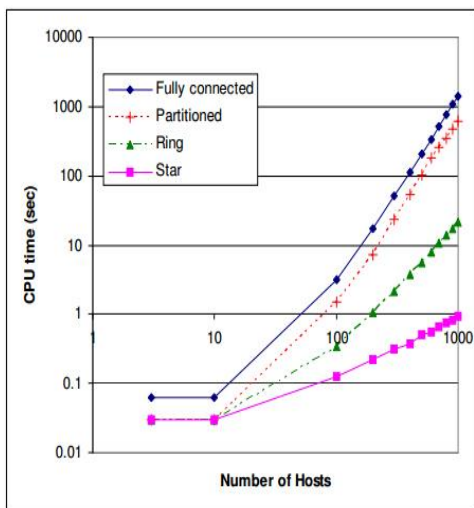 10000
1000
100
10
1
0.1
0.01
CPU time (sec)
Fully connected
Partitioned
Ring
Star
1 10 100 1000
Number of Hosts